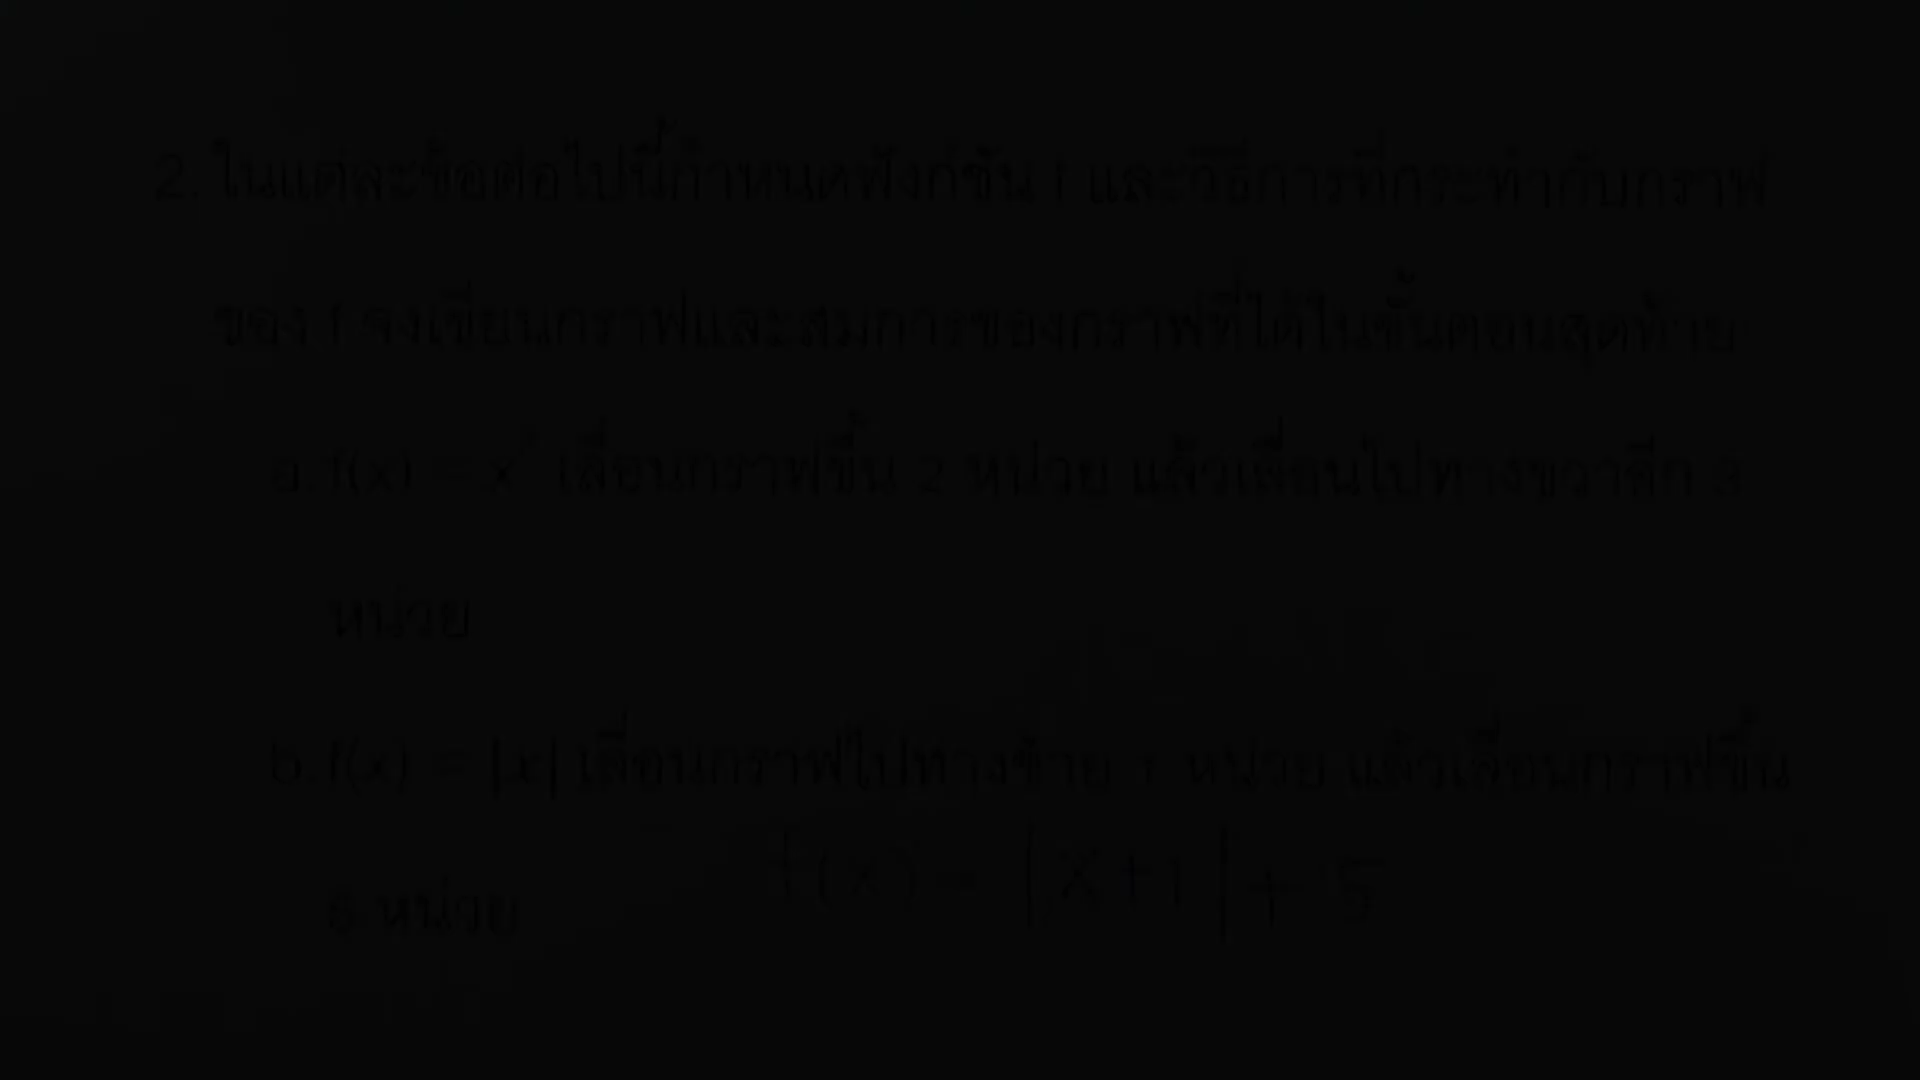 2. ในแต่ละข้อต่อไปนี้กำหนดฟังก์ชัน f และวิธีการที่กระทำกับกราฟ
ของ f จงเขียนกราฟและสมการของกราฟที่ได้ในขั้นตอนสุดท้าย
a. f(x) = x² เลื่อนกราฟขึ้น 2 หน่วย แล้วเลื่อนไปทางขวาอีก
หน่วย
b. f(x) = |x| เลื่อนกราฟไปทางซ้าย 1 หน่วย แล้วเลื่อนกราฟขึ้น
f(x) = |x+1| + 5
หน่วย